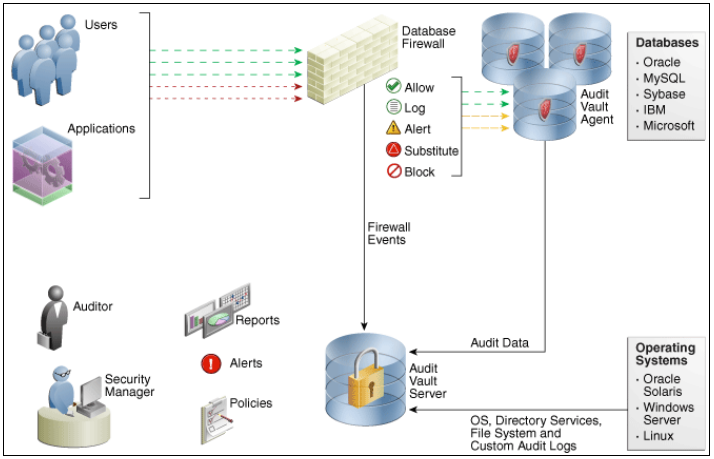 Users
Applications
Database
Firewall
Allow
Log
Alert
Substitute
Block
Audit
Vault
Agent
Databases
· Oracle
· MySQL
· Sybase
· IBM
· Microsoft
Firewall
Events
Auditor
Security
Manager
Reports
Alerts
Policies
Audit Data
Audit
Vault
Server
OS, Directory Services,
File System and
Custom Audit Logs
Operating
Systems
· Oracle
Solaris
· Windows
Server
· Linux